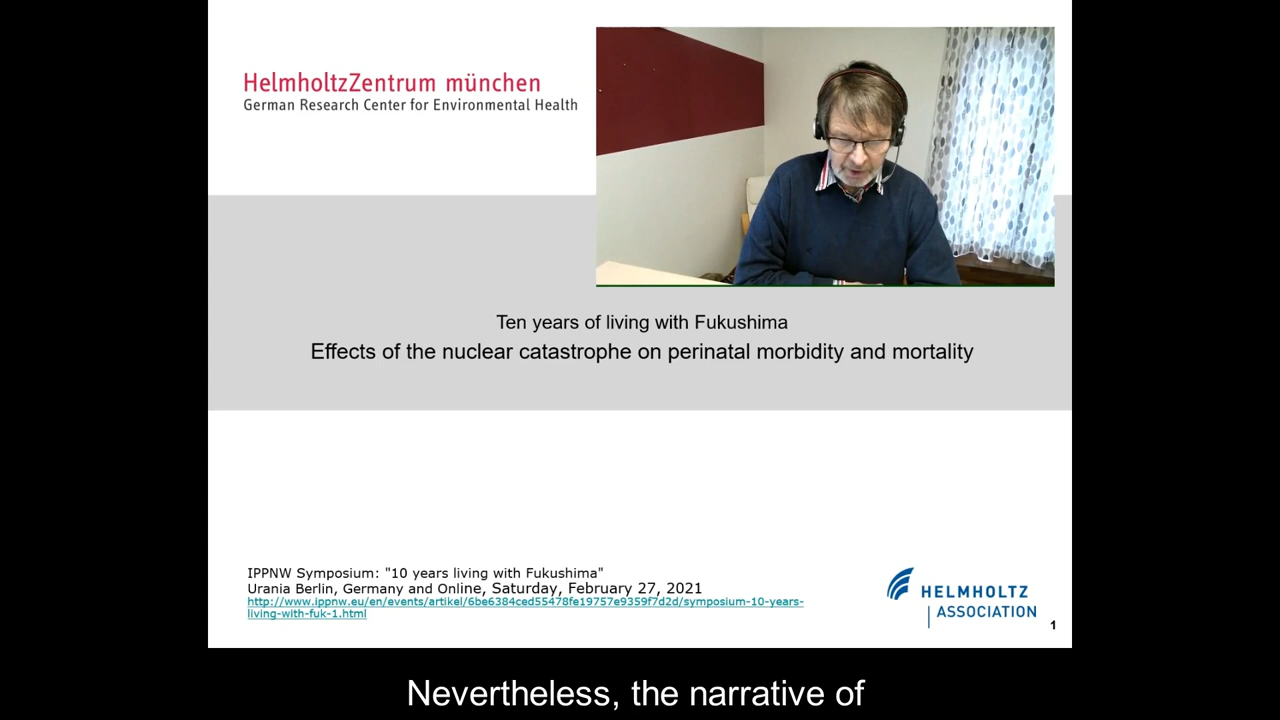 HelmholtzZentrum münchen
German Research Center for Environmental Health
Ten years of living with Fukushima
Effects of the nuclear catastrophe on perinatal morbidity and mortality
IPPNW Symposium: "10 years living with Fukushima"
Urania Berlin, Germany and Online, Saturday, February 27, 2021
http://www.ippnw.eu/en/events/artikel/6be6384ced55478fe19757e9359f7d2d/symposium-10-years-
living-with-fuk-1.html
HELMHOLTZ
ASSOCIATION
1
Nevertheless, the narrative of